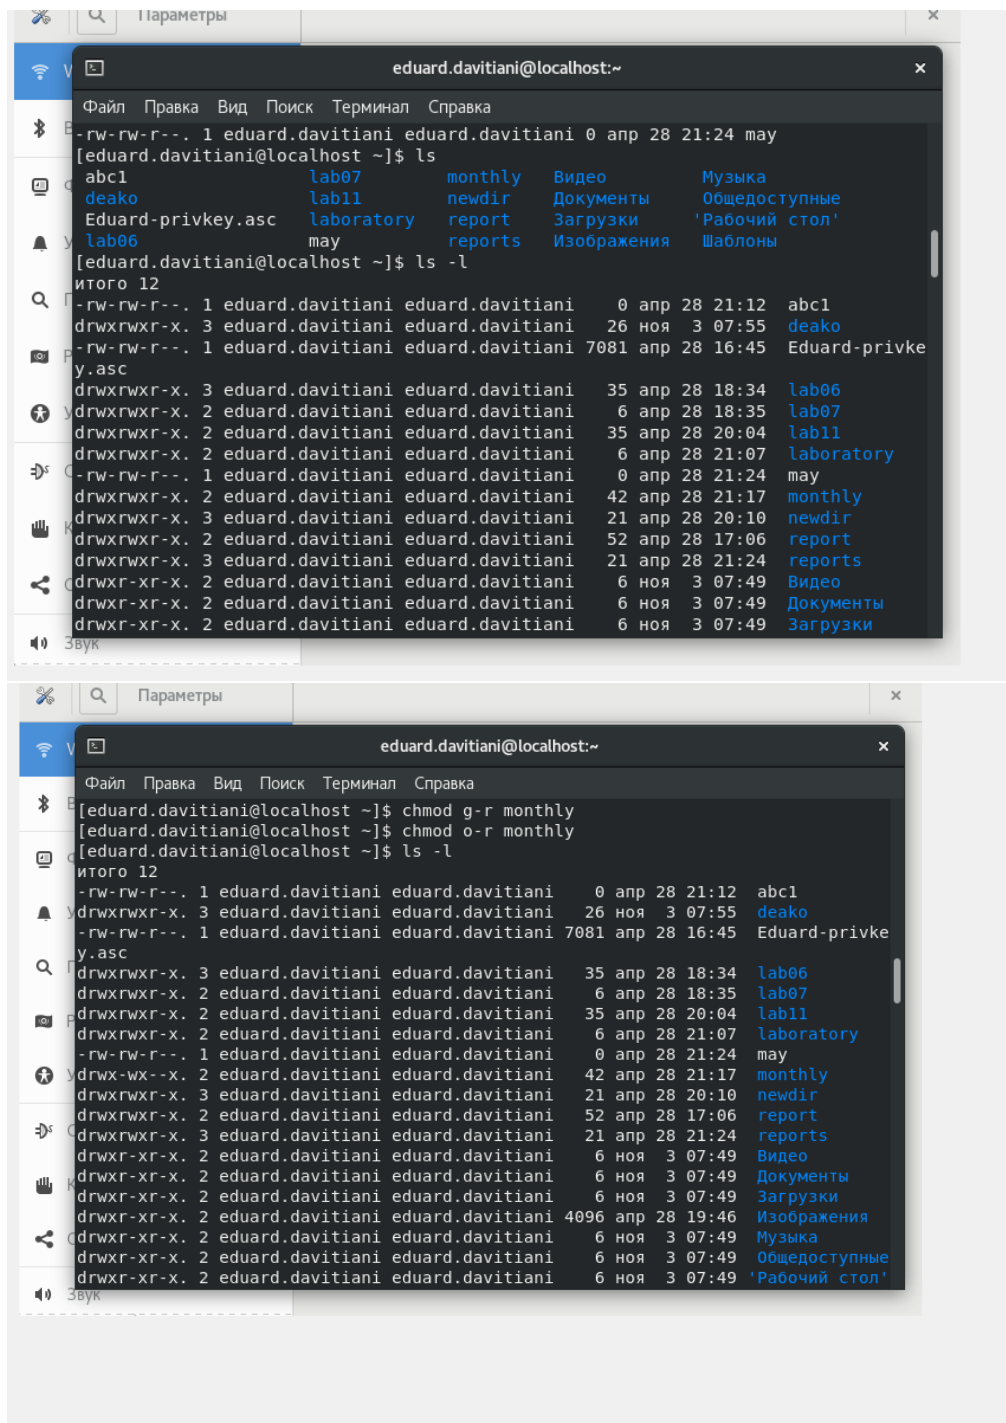 Параметры
eduard.davitiani@localhost:~
Файл Правка Вид Поиск Терминал Справка
-rw-rw-r--. 1 eduard.davitiani eduard.davitiani 0 апр 28 21:24 may
[eduard.davitiani@localhost ~]$ ls
abc1 lab07 monthly Видео Музыка
deako lab11 newdir Документы Общедоступные
Eduard-privkey.asc laboratory report Загрузки 'Рабочий стол'
lab06 may reports Изображения Шаблоны
[eduard.davitiani@localhost ~]$ ls -l
итого 12
-rw-rw-r--. 1 eduard.davitiani eduard.davitiani 0 апр 28 21:12 abc1
drwxrwxr-x. 3 eduard.davitiani eduard.davitiani 26 ноя 3 07:55 deako
-rw-rw-r--. 1 eduard.davitiani eduard.davitiani 7081 апр 28 16:45 Eduard-privke
y.asc
drwxrwxr-x. 3 eduard.davitiani eduard.davitiani 35 апр 28 18:34 lab06
drwxrwxr-x. 2 eduard.davitiani eduard.davitiani 6 апр 28 18:35 lab07
drwxrwxr-x. 2 eduard.davitiani eduard.davitiani 35 апр 28 20:04 lab11
drwxrwxr-x. 2 eduard.davitiani eduard.davitiani 6 апр 28 21:07 laboratory
-rw-rw-r--. 1 eduard.davitiani eduard.davitiani 0 апр 28 21:24 may
drwxrwxr-x. 2 eduard.davitiani eduard.davitiani 42 апр 28 21:17 monthly
drwxrwxr-x. 3 eduard.davitiani eduard.davitiani 21 апр 28 20:10 newdir
drwxrwxr-x. 2 eduard.davitiani eduard.davitiani 52 апр 28 17:06 report
drwxrwxr-x. 3 eduard.davitiani eduard.davitiani 21 апр 28 21:24 reports
drwxr-xr-x. 2 eduard.davitiani eduard.davitiani 6 ноя 3 07:49 Видео
drwxr-xr-x. 2 eduard.davitiani eduard.davitiani 6 ноя 3 07:49 Документы
drwxr-xr-x. 2 eduard.davitiani eduard.davitiani 6 ноя 3 07:49 Загрузки
Звук
Параметры
eduard.davitiani@localhost:~
Файл Правка Вид Поиск Терминал Справка
[eduard.davitiani@localhost ~]$ chmod g-r monthly
[eduard.davitiani@localhost ~]$ chmod o-r monthly
[eduard.davitiani@localhost ~]$ ls -l
итого 12
-rw-rw-r--. 1 eduard.davitiani eduard.davitiani 0 апр 28 21:12 abc1
drwxrwxr-x. 3 eduard.davitiani eduard.davitiani 26 ноя 3 07:55 deako
-rw-rw-r--. 1 eduard.davitiani eduard.davitiani 7081 апр 28 16:45 Eduard-privke
y.asc
drwxrwxr-x. 3 eduard.davitiani eduard.davitiani 35 апр 28 18:34 lab06
drwxrwxr-x. 2 eduard.davitiani eduard.davitiani 6 апр 28 18:35 lab07
drwxrwxr-x. 2 eduard.davitiani eduard.davitiani 35 апр 28 20:04 lab11
drwxrwxr-x. 2 eduard.davitiani eduard.davitiani 6 апр 28 21:07 laboratory
-rw-rw-r--. 1 eduard.davitiani eduard.davitiani 0 апр 28 21:24 may
drwx-wx--x. 2 eduard.davitiani eduard.davitiani 42 апр 28 21:17 monthly
drwxrwxr-x. 3 eduard.davitiani eduard.davitiani 21 апр 28 20:10 newdir
drwxrwxr-x. 2 eduard.davitiani eduard.davitiani 52 апр 28 17:06 report
drwxrwxr-x. 3 eduard.davitiani eduard.davitiani 21 апр 28 21:24 reports
drwxr-xr-x. 2 eduard.davitiani eduard.davitiani 6 ноя 3 07:49 Видео
drwxr-xr-x. 2 eduard.davitiani eduard.davitiani 6 ноя 3 07:49 Документы
drwxr-xr-x. 2 eduard.davitiani eduard.davitiani 6 ноя 3 07:49 Загрузки
drwxr-xr-x. 2 eduard.davitiani eduard.davitiani 4096 апр 28 19:46 Изображения
drwxr-xr-x. 2 eduard.davitiani eduard.davitiani 6 ноя 3 07:49 Музыка
drwxr-xr-x. 2 eduard.davitiani eduard.davitiani 6 ноя 3 07:49 Общедоступные
drwxr-xr-x. 2 eduard.davitiani eduard.davitiani 6 ноя 3 07:49 'Рабочий стол'
Звук